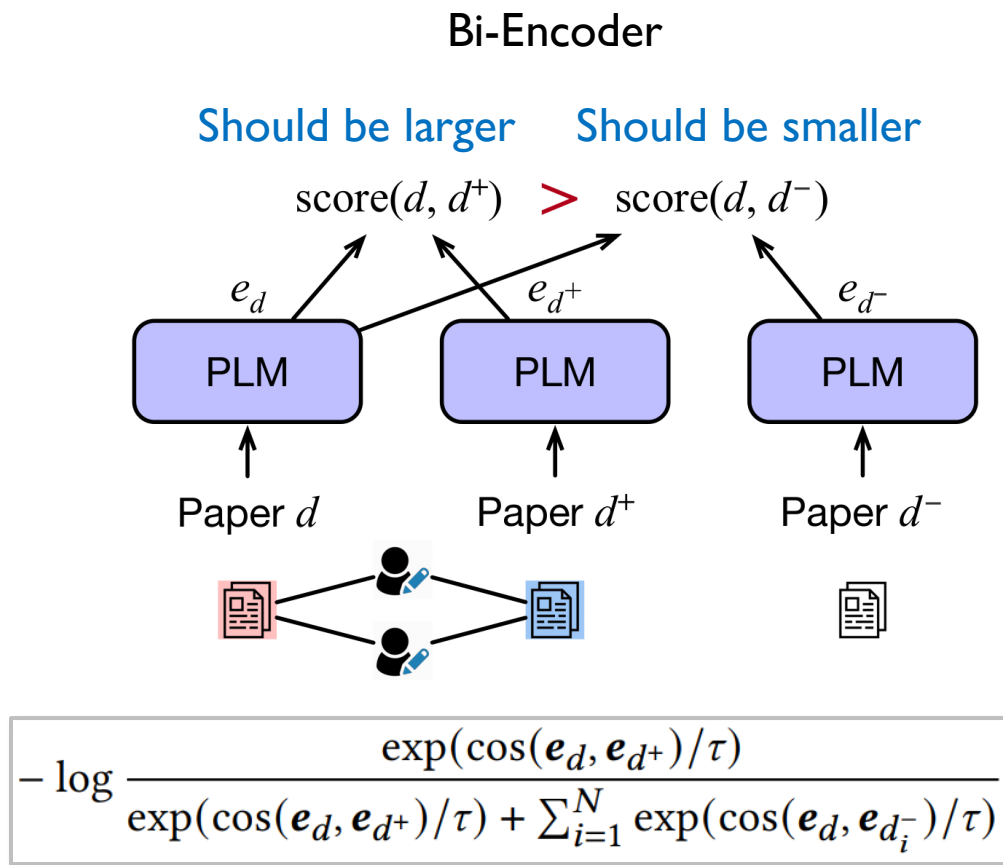 Bi-Encoder
Should be larger Should be smaller
score(d, d⁺) > score(d, d⁻)
e_d e_{d⁺} e_{d⁻}
PLM PLM PLM
Paper d Paper d⁺ Paper d⁻
− log \frac{exp(cos(e_d, e_{d⁺})/τ)}{exp(cos(e_d, e_{d⁺})/τ) + ∑_{i=1}^{N} exp(cos(e_d, e_{d_i^-})/τ)}